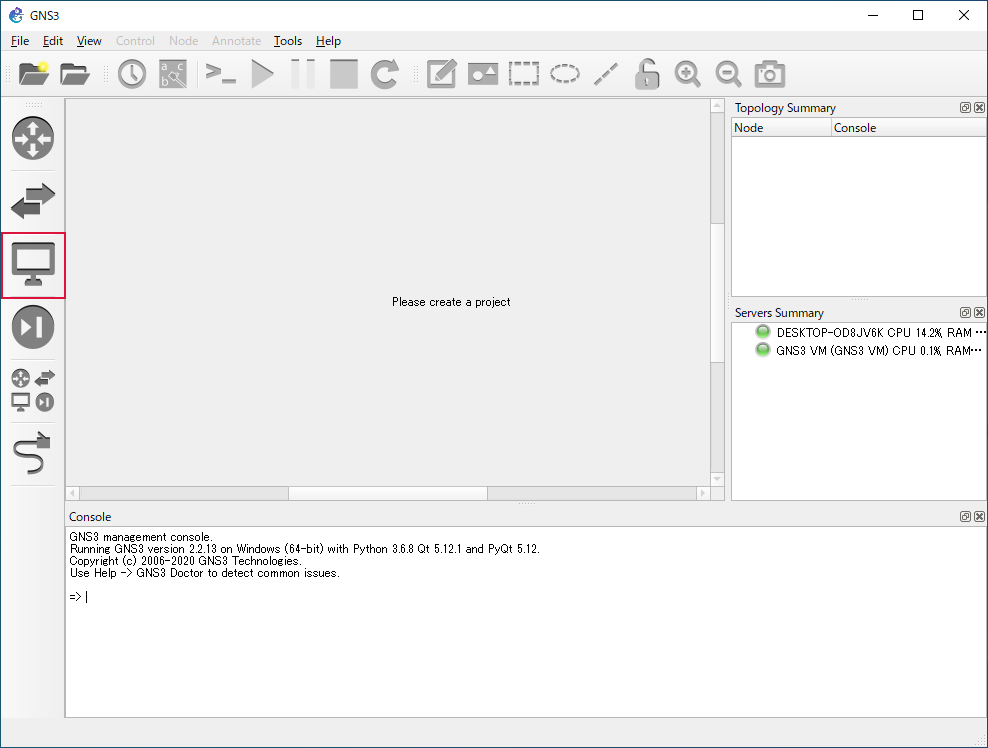 GNS3
File Edit View Control Node Annotate Tools Help
a c
b
Topology Summary
Node Console
Please create a project
Servers Summary
DESKTOP-OD8JV6K CPU 14.2%, RAM ⋯
GNS3 VM (GNS3 VM) CPU 0.1%, RAM⋯
Console
GNS3 management console.
Running GNS3 version 2.2.13 on Windows (64-bit) with Python 3.6.8 Qt 5.12.1 and PyQt 5.12.
Copyright (c) 2006-2020 GNS3 Technologies.
Use Help -> GNS3 Doctor to detect common issues.
=>